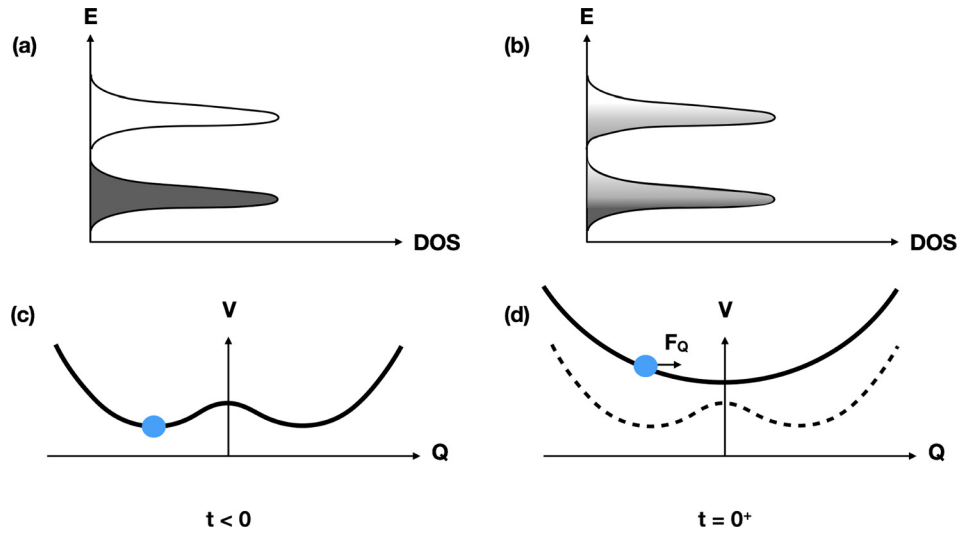 E
(a)
DOS
E
(b)
DOS
(c)
V
Q
t < 0
(d)
V
F_Q
Q
t = 0⁺